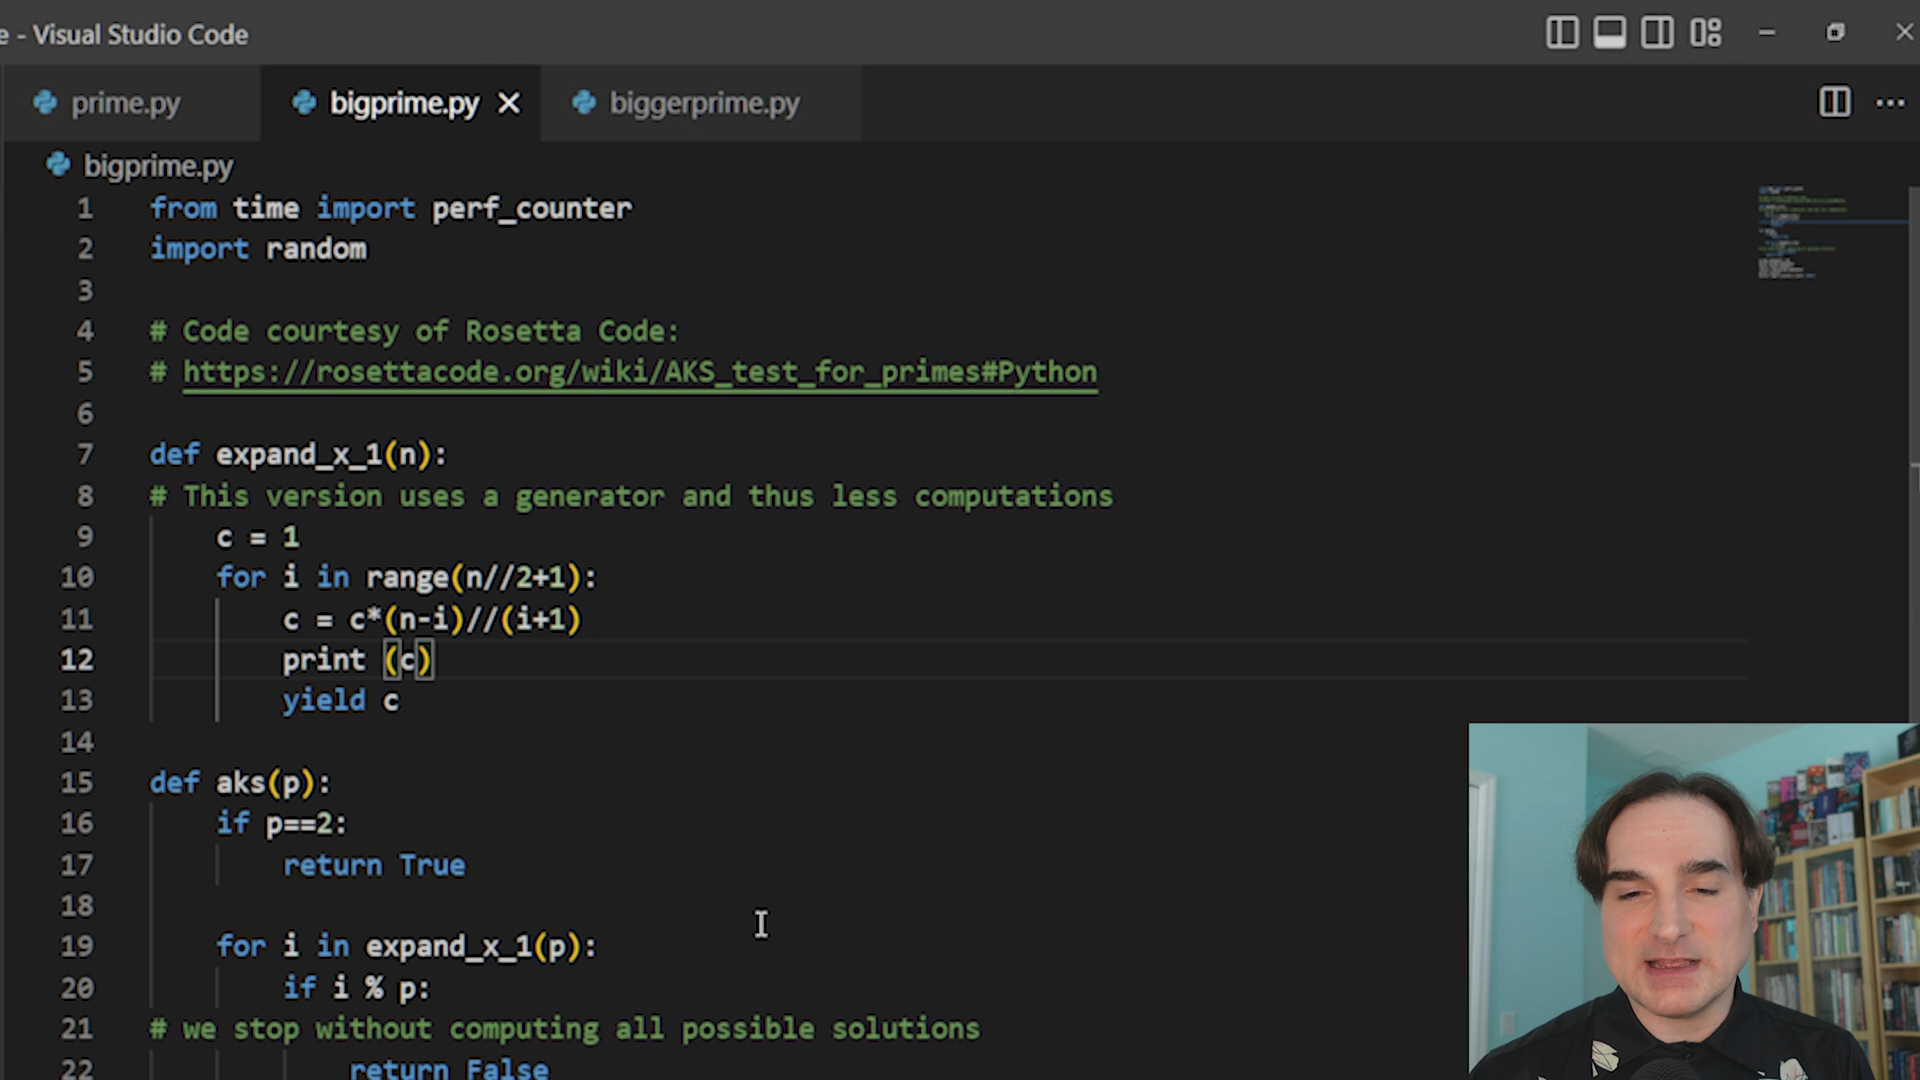 e - Visual Studio Code
prime.py bigprime.py biggerprime.py
bigprime.py
1 from time import perf_counter
2 import random
3
4 # Code courtesy of Rosetta Code:
5 # https://rosettacode.org/wiki/AKS_test_for_primes#Python
6
7 def expand_x_1(n):
8 # This version uses a generator and thus less computations
9 c = 1
10 for i in range(n//2+1):
11 c = c*(n-i)//(i+1)
12 print (c)
13 yield c
14
15 def aks(p):
16 if p==2:
17 return True
18
19 for i in expand_x_1(p):
20 if i % p:
21 # we stop without computing all possible solutions
22 return False